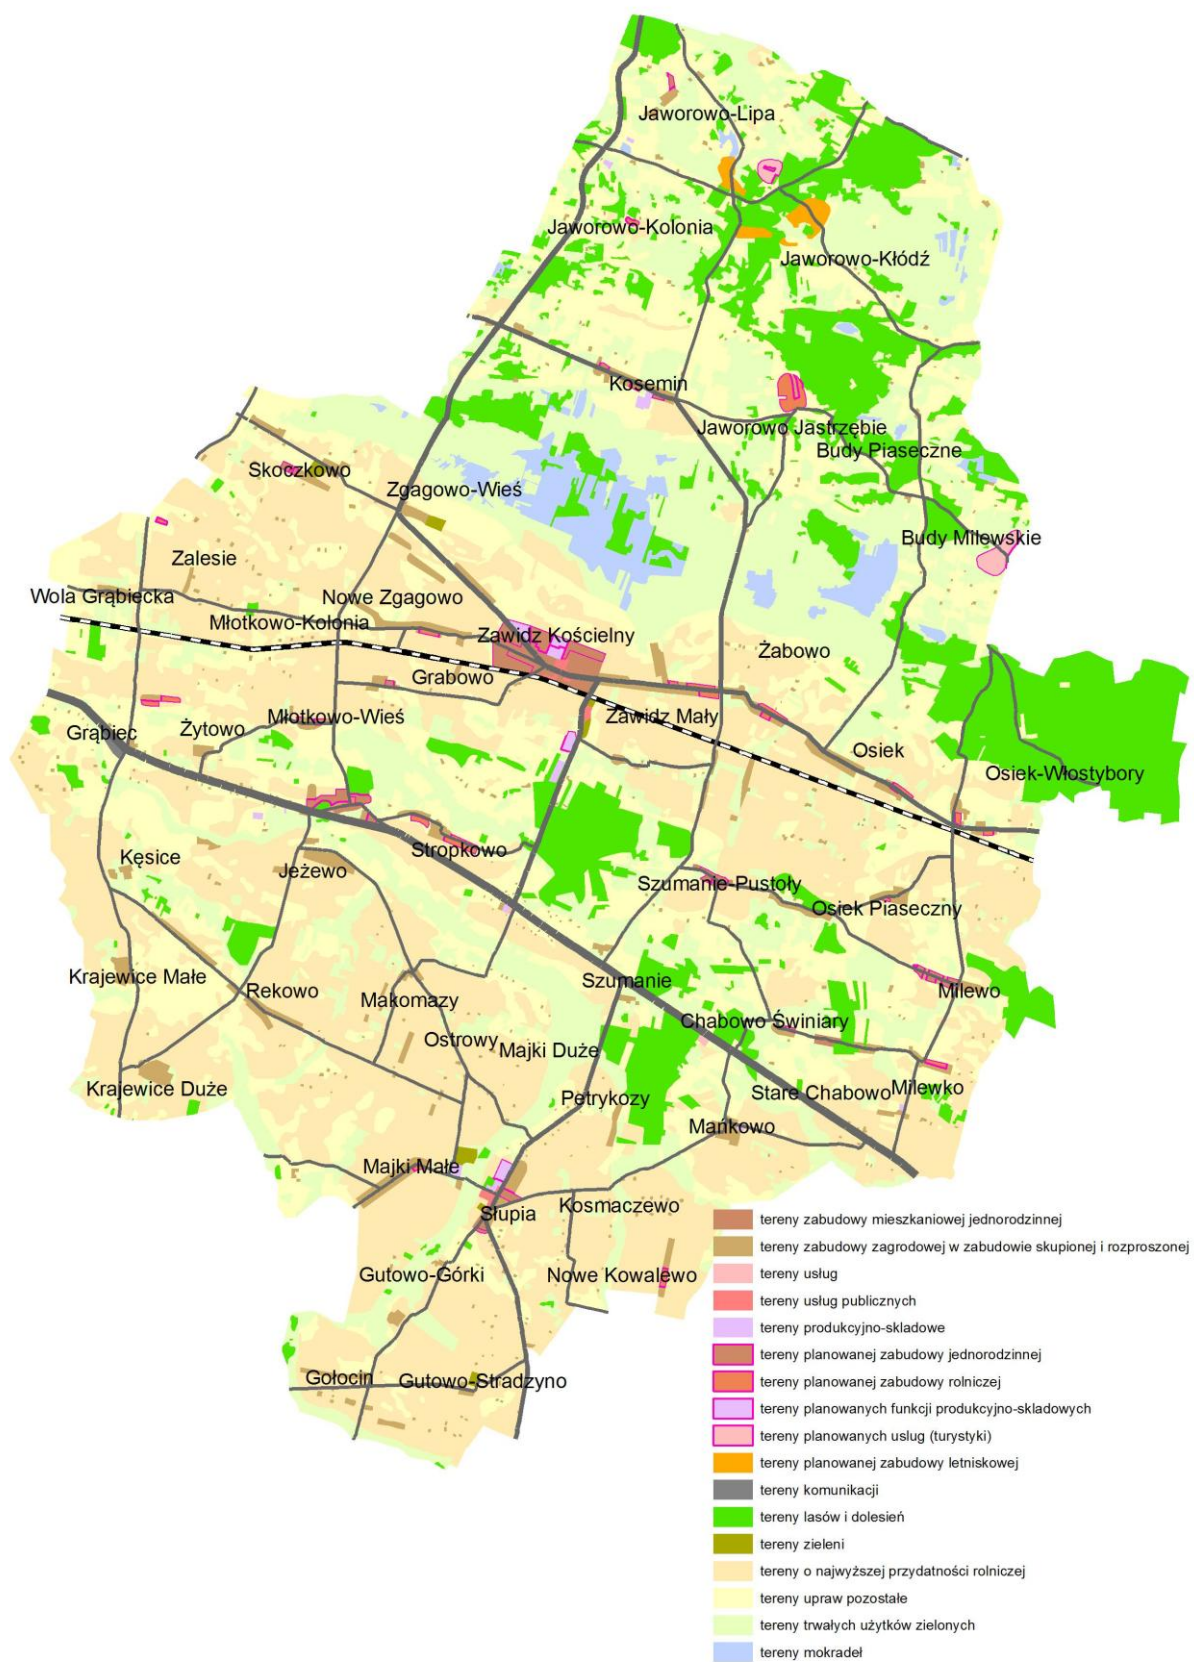 Jaworowo-Lipa
Jaworowo-Kolonia
Jaworowo-Kłódź
Kosemin
Jaworowo Jastrzębie
Budy Piaseczne
Skoczkowo
Zgagowo-Wieś
Budy Milewskie
Zalesie
Wola Grąbiecka
Nowe Zgagowo
Młotkowo-Kolonia
Zawidz Kościelny
Żabowo
Grabowo
Młotkowo-Wieś
Zawidz Mały
Żytowo
Grąbiec
Osiek
Osiek-Włostybory
Stropkowo
Kęsice
Jeżewo
Szumanie-Pustoły
Osiek Piaseczny
Krajewice Małe
Rekowo
Makomazy
Szumanie
Milewo
Chabowo Świniary
Ostrowy
Majki Duże
Krajewice Duże
Petrykozy
Stare Chabowo
Milewko
Mańkowo
Majki Małe
Słupia
Kosmaczewo
Gutowo-Górki
Nowe Kowalewo
Gołocin
Gutowo-Stradzyno
tereny zabudowy mieszkaniowej jednorodzinnej
tereny zabudowy zagrodowej w zabudowie skupionej i rozproszonej
tereny usług
tereny usług publicznych
tereny produkcyjno-skladowe
tereny planowanej zabudowy jednorodzinnej
tereny planowanej zabudowy rolniczej
tereny planowanych funkcji produkcyjno-skladowych
tereny planowanych uslug (turystyki)
tereny planowanej zabudowy letniskowej
tereny komunikacji
tereny lasów i dolesień
tereny zieleni
tereny o najwyższej przydatności rolniczej
tereny upraw pozostałe
tereny trwałych użytków zielonych
tereny mokradeł